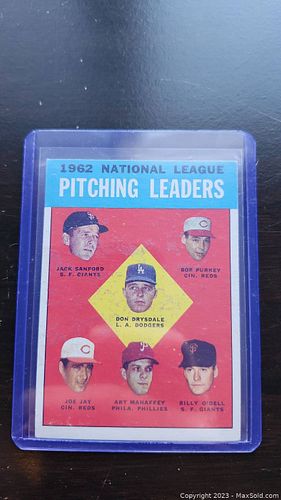 1962 NATIONAL LEAGUE
PITCHING LEADERS
JACK SANFORD
S. F. GIANTS
BOB PURKEY
CIN. REDS
LA
DON DRYSDALE
L. A. DODGERS
JOE JAY
CIN. REDS
ART MAHAFFEY
PHILA. PHILLIES
BILLY O'DELL
S. F. GIANTS
Copyright 2023 - MaxSold.com